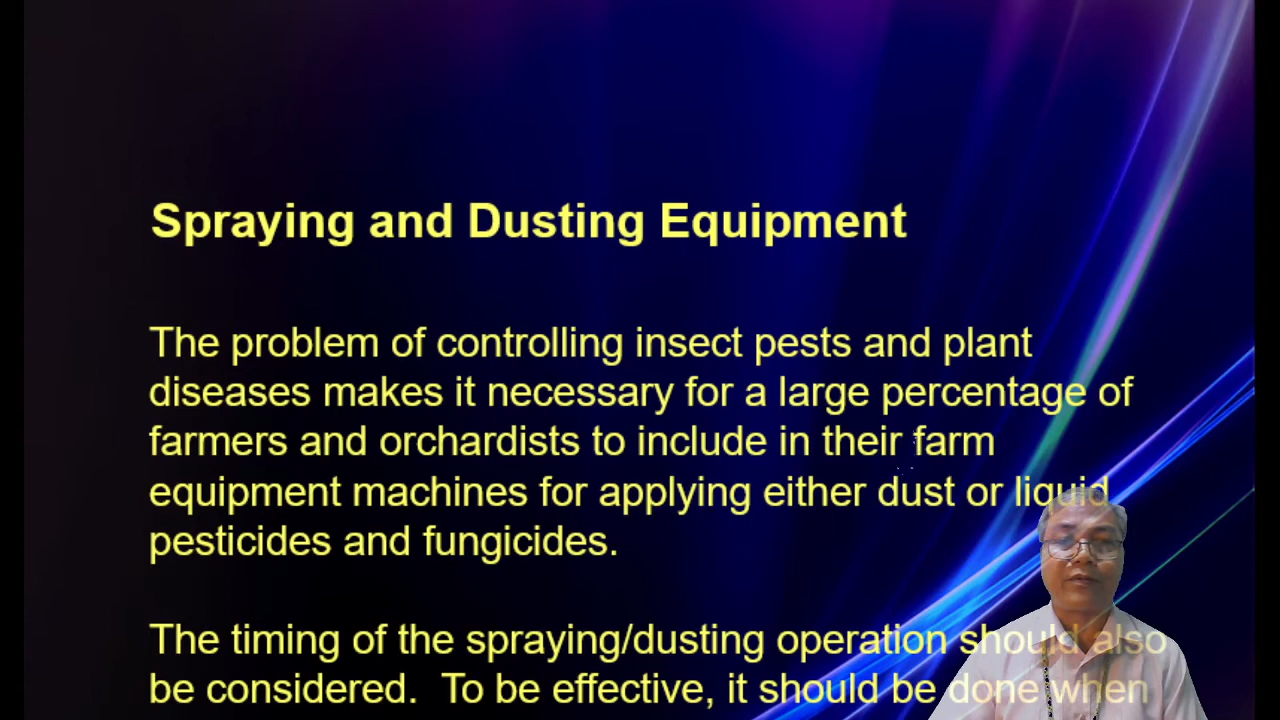 Spraying and Dusting Equipment
The problem of controlling insect pests and plant
diseases makes it necessary for a large percentage of
farmers and orchardists to include in their farm
equipment machines for applying either dust or liquid
pesticides and fungicides.
The timing of the spraying/dusting operation should also
be considered.  To be effective, it should be done when